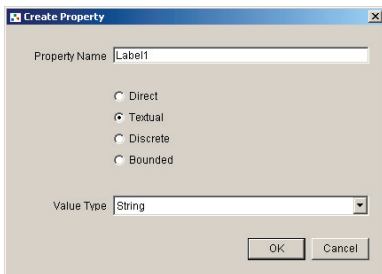 Create Property
Property Name Label1
Direct
Textual
Discrete
Bounded
Value Type String
OK Cancel